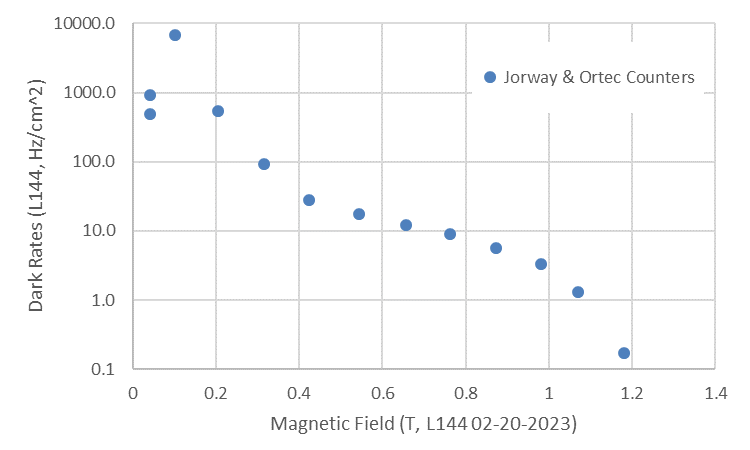 10000.0
1000.0
100.0
10.0
1.0
0.1
Dark Rates (L144, Hz/cm^2)
Jorway & Ortec Counters
0 0.2 0.4 0.6 0.8 1 1.2 1.4
Magnetic Field (T, L144 02-20-2023)